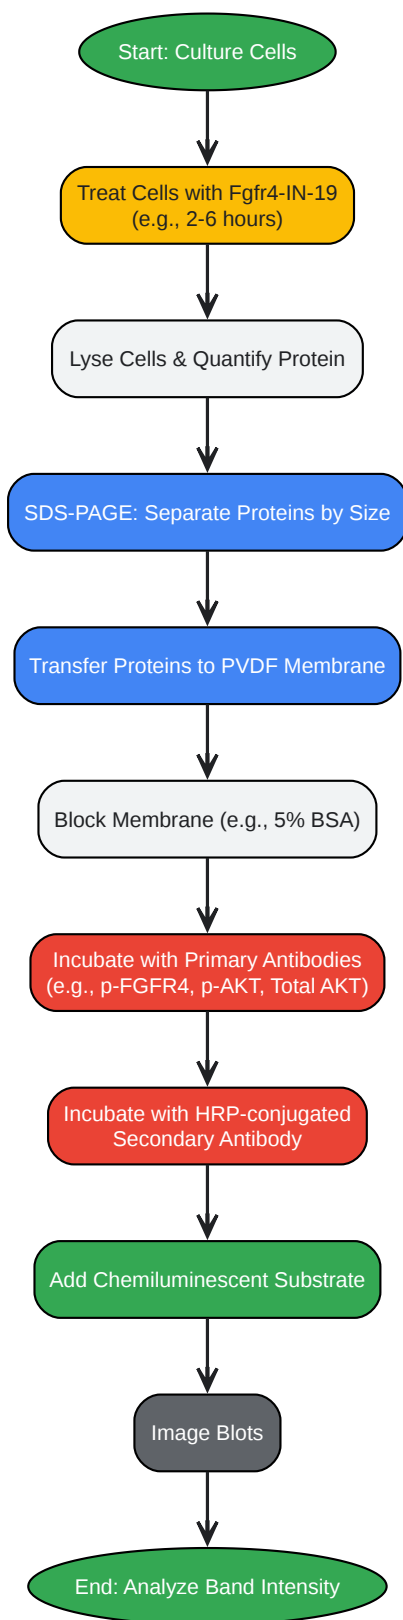 Start: Culture Cells
Treat Cells with Fgfr4-IN-19
(e.g., 2-6 hours)
Lyse Cells & Quantify Protein
SDS-PAGE: Separate Proteins by Size
Transfer Proteins to PVDF Membrane
Block Membrane (e.g., 5% BSA)
Incubate with Primary Antibodies
(e.g., p-FGFR4, p-AKT, Total AKT)
Incubate with HRP-conjugated
Secondary Antibody
Add Chemiluminescent Substrate
Image Blots
End: Analyze Band Intensity